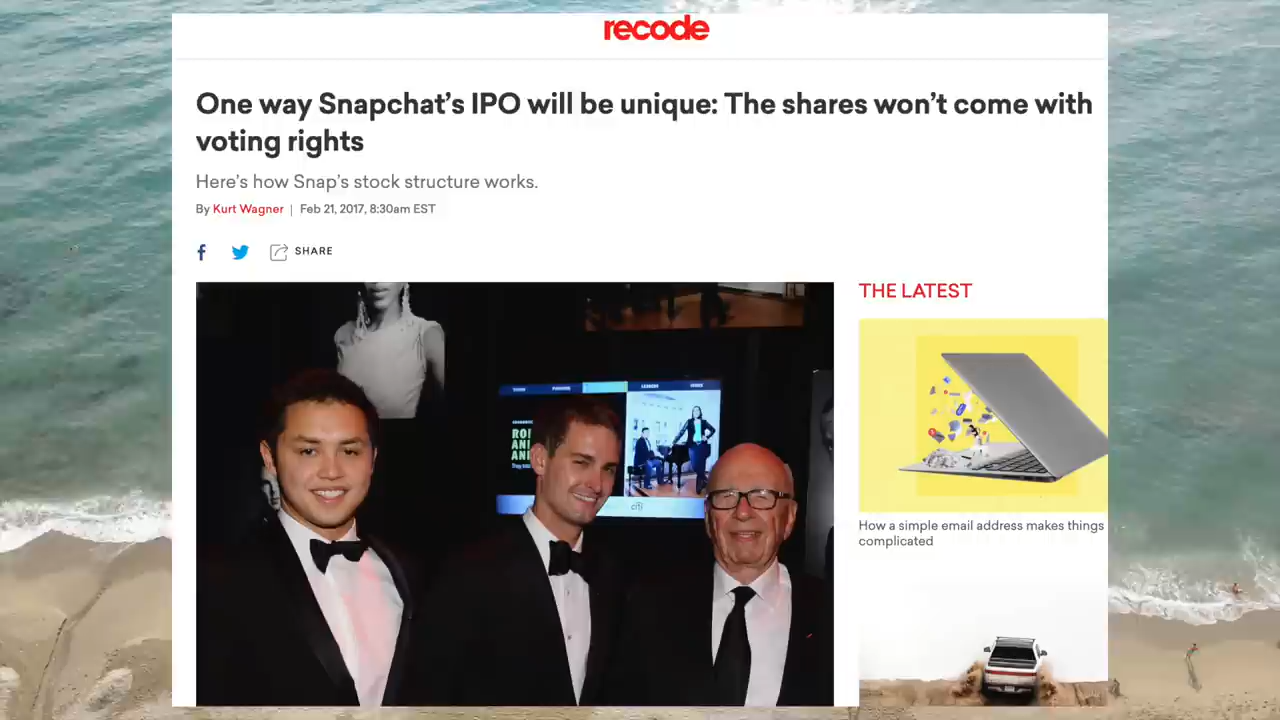 recode
One way Snapchat’s IPO will be unique: The shares won’t come with
voting rights
Here’s how Snap’s stock structure works.
By Kurt Wagner | Feb 21, 2017, 8:30am EST
SHARE
THE LATEST
citi
How a simple email address makes things
complicated